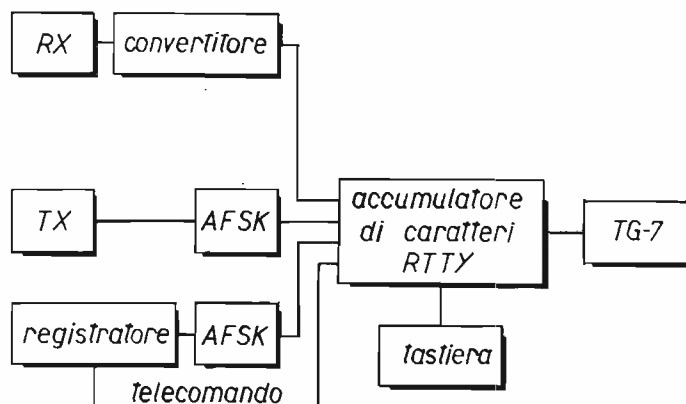 RX
convertitore
TX
AFSK
accumulatore
di caratteri
RTTY
TG-7
registratore
AFSK
tastiera
telecomando